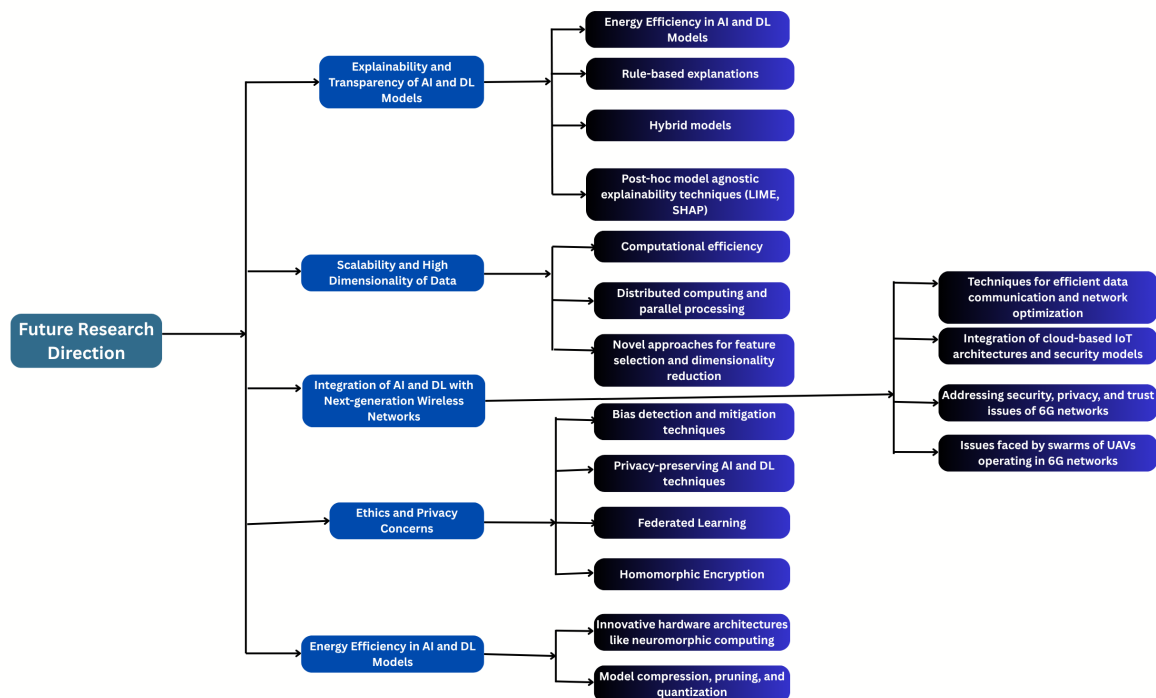 Future Research
Direction
Explainability and
Transparency of AI and DL
Models
Energy Efficiency in AI and DL
Models
Rule-based explanations
Hybrid models
Post-hoc model agnostic
explainability techniques (LIME,
SHAP)
Scalability and High
Dimensionality of Data
Computational efficiency
Distributed computing and
parallel processing
Novel approaches for feature
selection and dimensionality
reduction
Integration of AI and DL with
Next-generation Wireless
Networks
Techniques for efficient data
communication and network
optimization
Integration of cloud-based IoT
architectures and security models
Addressing security, privacy, and trust
issues of 6G networks
Issues faced by swarms of UAVs
operating in 6G networks
Ethics and Privacy
Concerns
Bias detection and mitigation
techniques
Privacy-preserving AI and DL
techniques
Federated Learning
Homomorphic Encryption
Energy Efficiency in AI and DL
Models
Innovative hardware architectures
like neuromorphic computing
Model compression, pruning, and
quantization